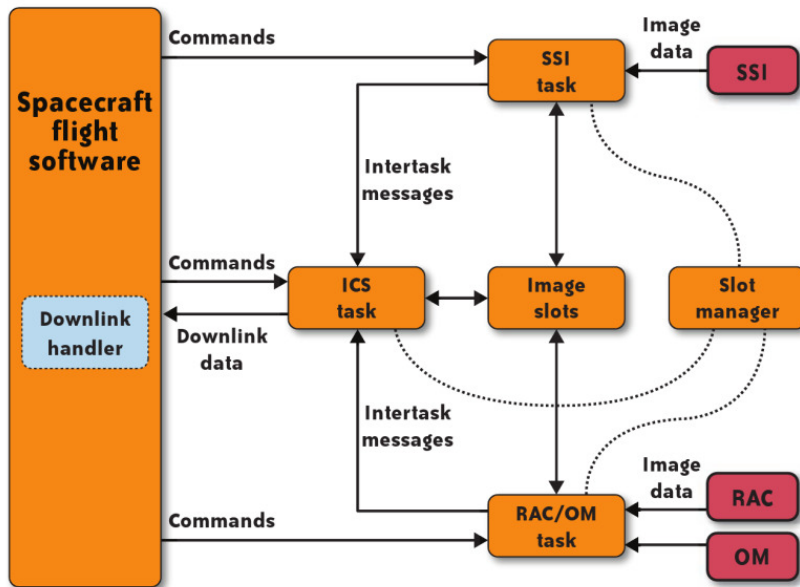 Commands
SSI
task
Image
data
SSI
Spacecraft
flight
software
Intertask
messages
Commands
ICS
task
Image
slots
Slot
manager
Downlink
handler
Downlink
data
Intertask
messages
Image
data
RAC
Commands
RAC/OM
task
OM